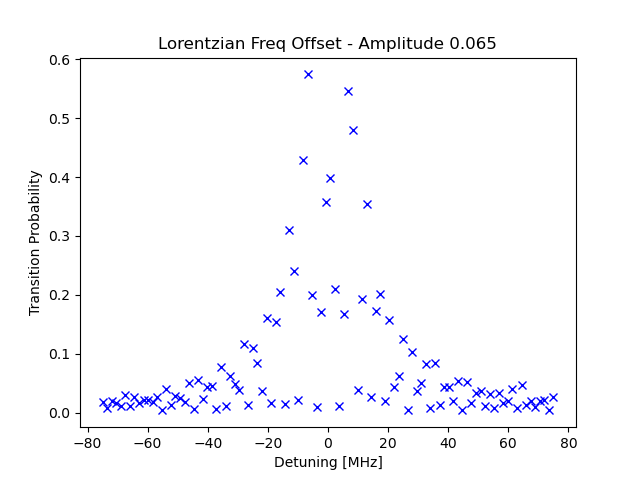 Lorentzian Freq Offset - Amplitude 0.065
0.6
0.5
0.4
0.3
0.2
0.1
0.0
Transition Probability
−80 −60 −40 −20 0 20 40 60 80
Detuning [MHz]